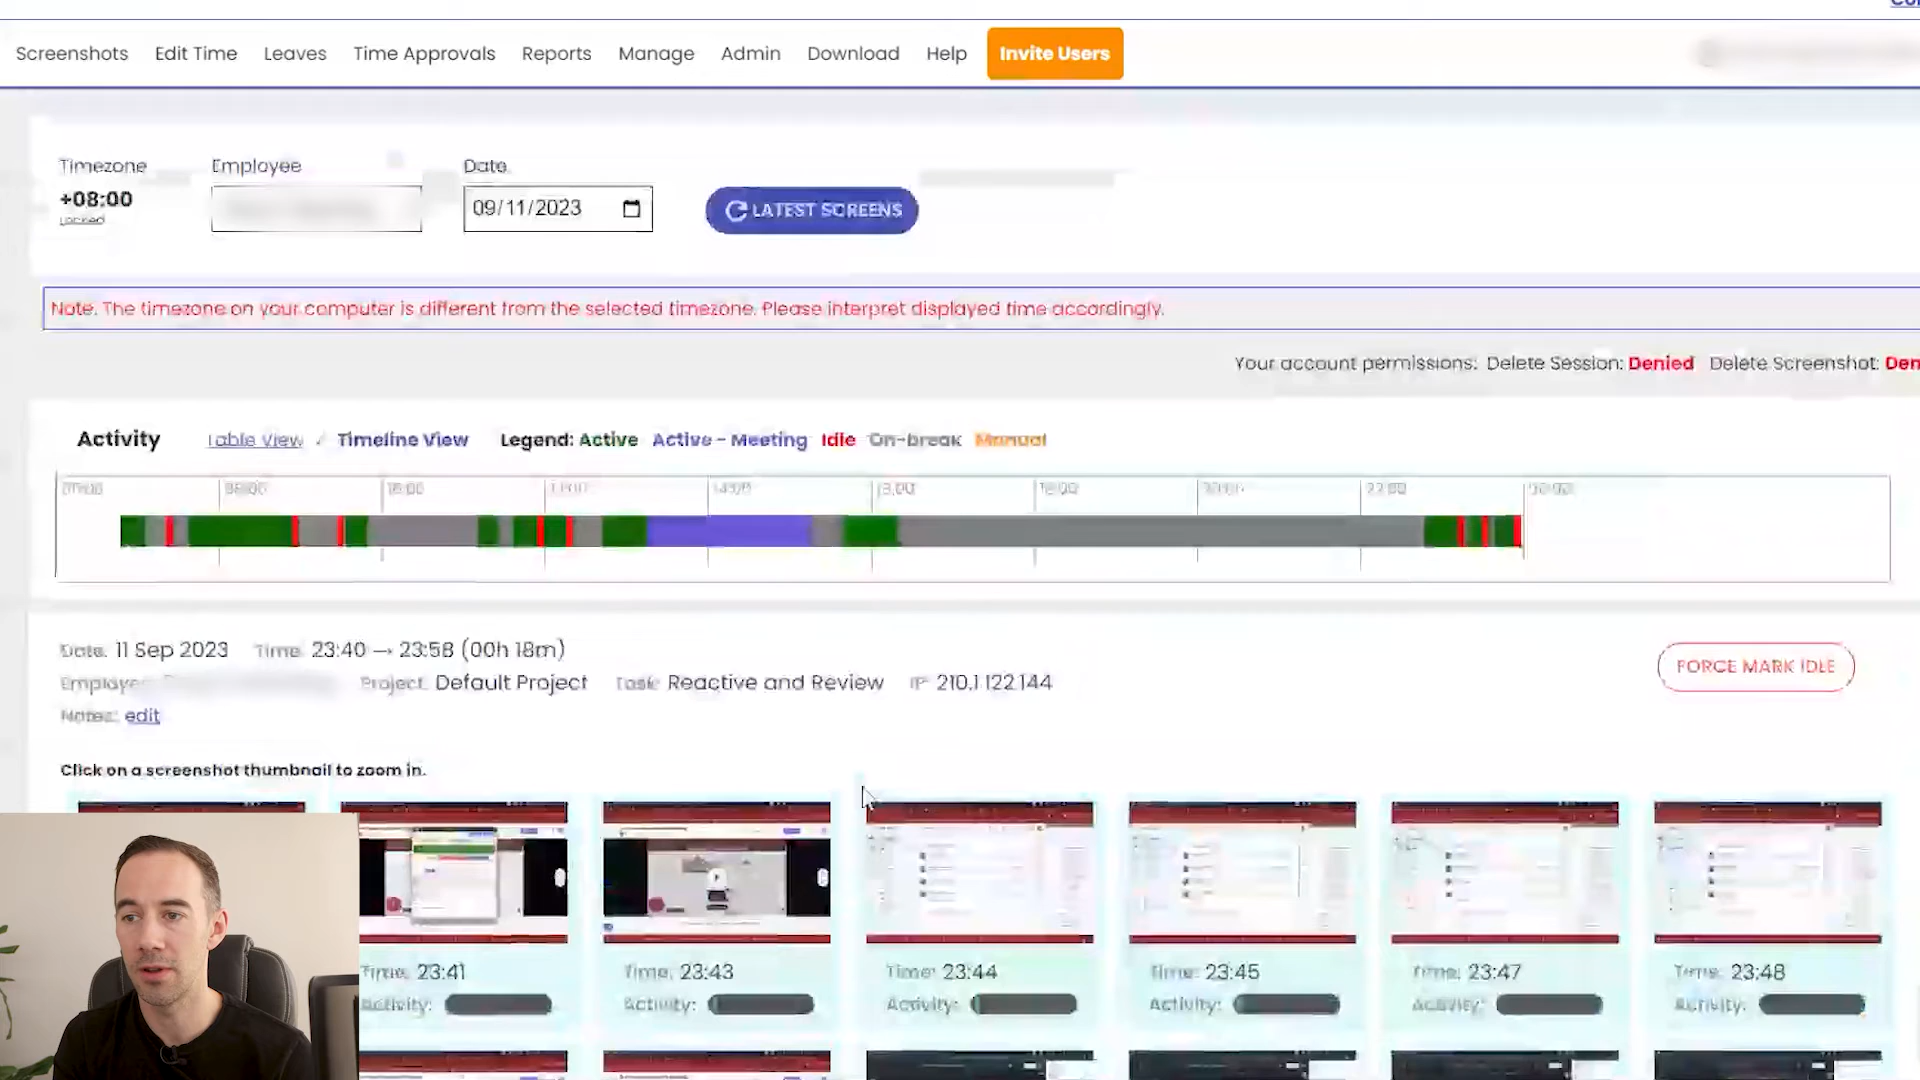 Screenshots Edit Time Leaves Time Approvals Reports Manage Admin Download Help Invite Users
Timezone Employee Date
+08:00 09/11/2023 LATEST SCREENS
Locked
Note. The timezone on your computer is different from the selected timezone. Please interpret displayed time accordingly.
Your account permissions: Delete Session: Denied Delete Screenshot: Den
Activity Table View / Timeline View Legend: Active Active - Meeting Idle On-break Manual
Date: 11 Sep 2023 Time: 23:40 → 23:58 (00h 18m)
FORCE MARK IDLE
Employee Project: Default Project Task: Reactive and Review IP: 210.1.122.144
Notes: edit
Click on a screenshot thumbnail to zoom in.
Time: 23:41 Time: 23:43 Time: 23:44 Time: 23:45 Time: 23:47 Time: 23:48
Activity: Activity: Activity: Activity: Activity: Activity: